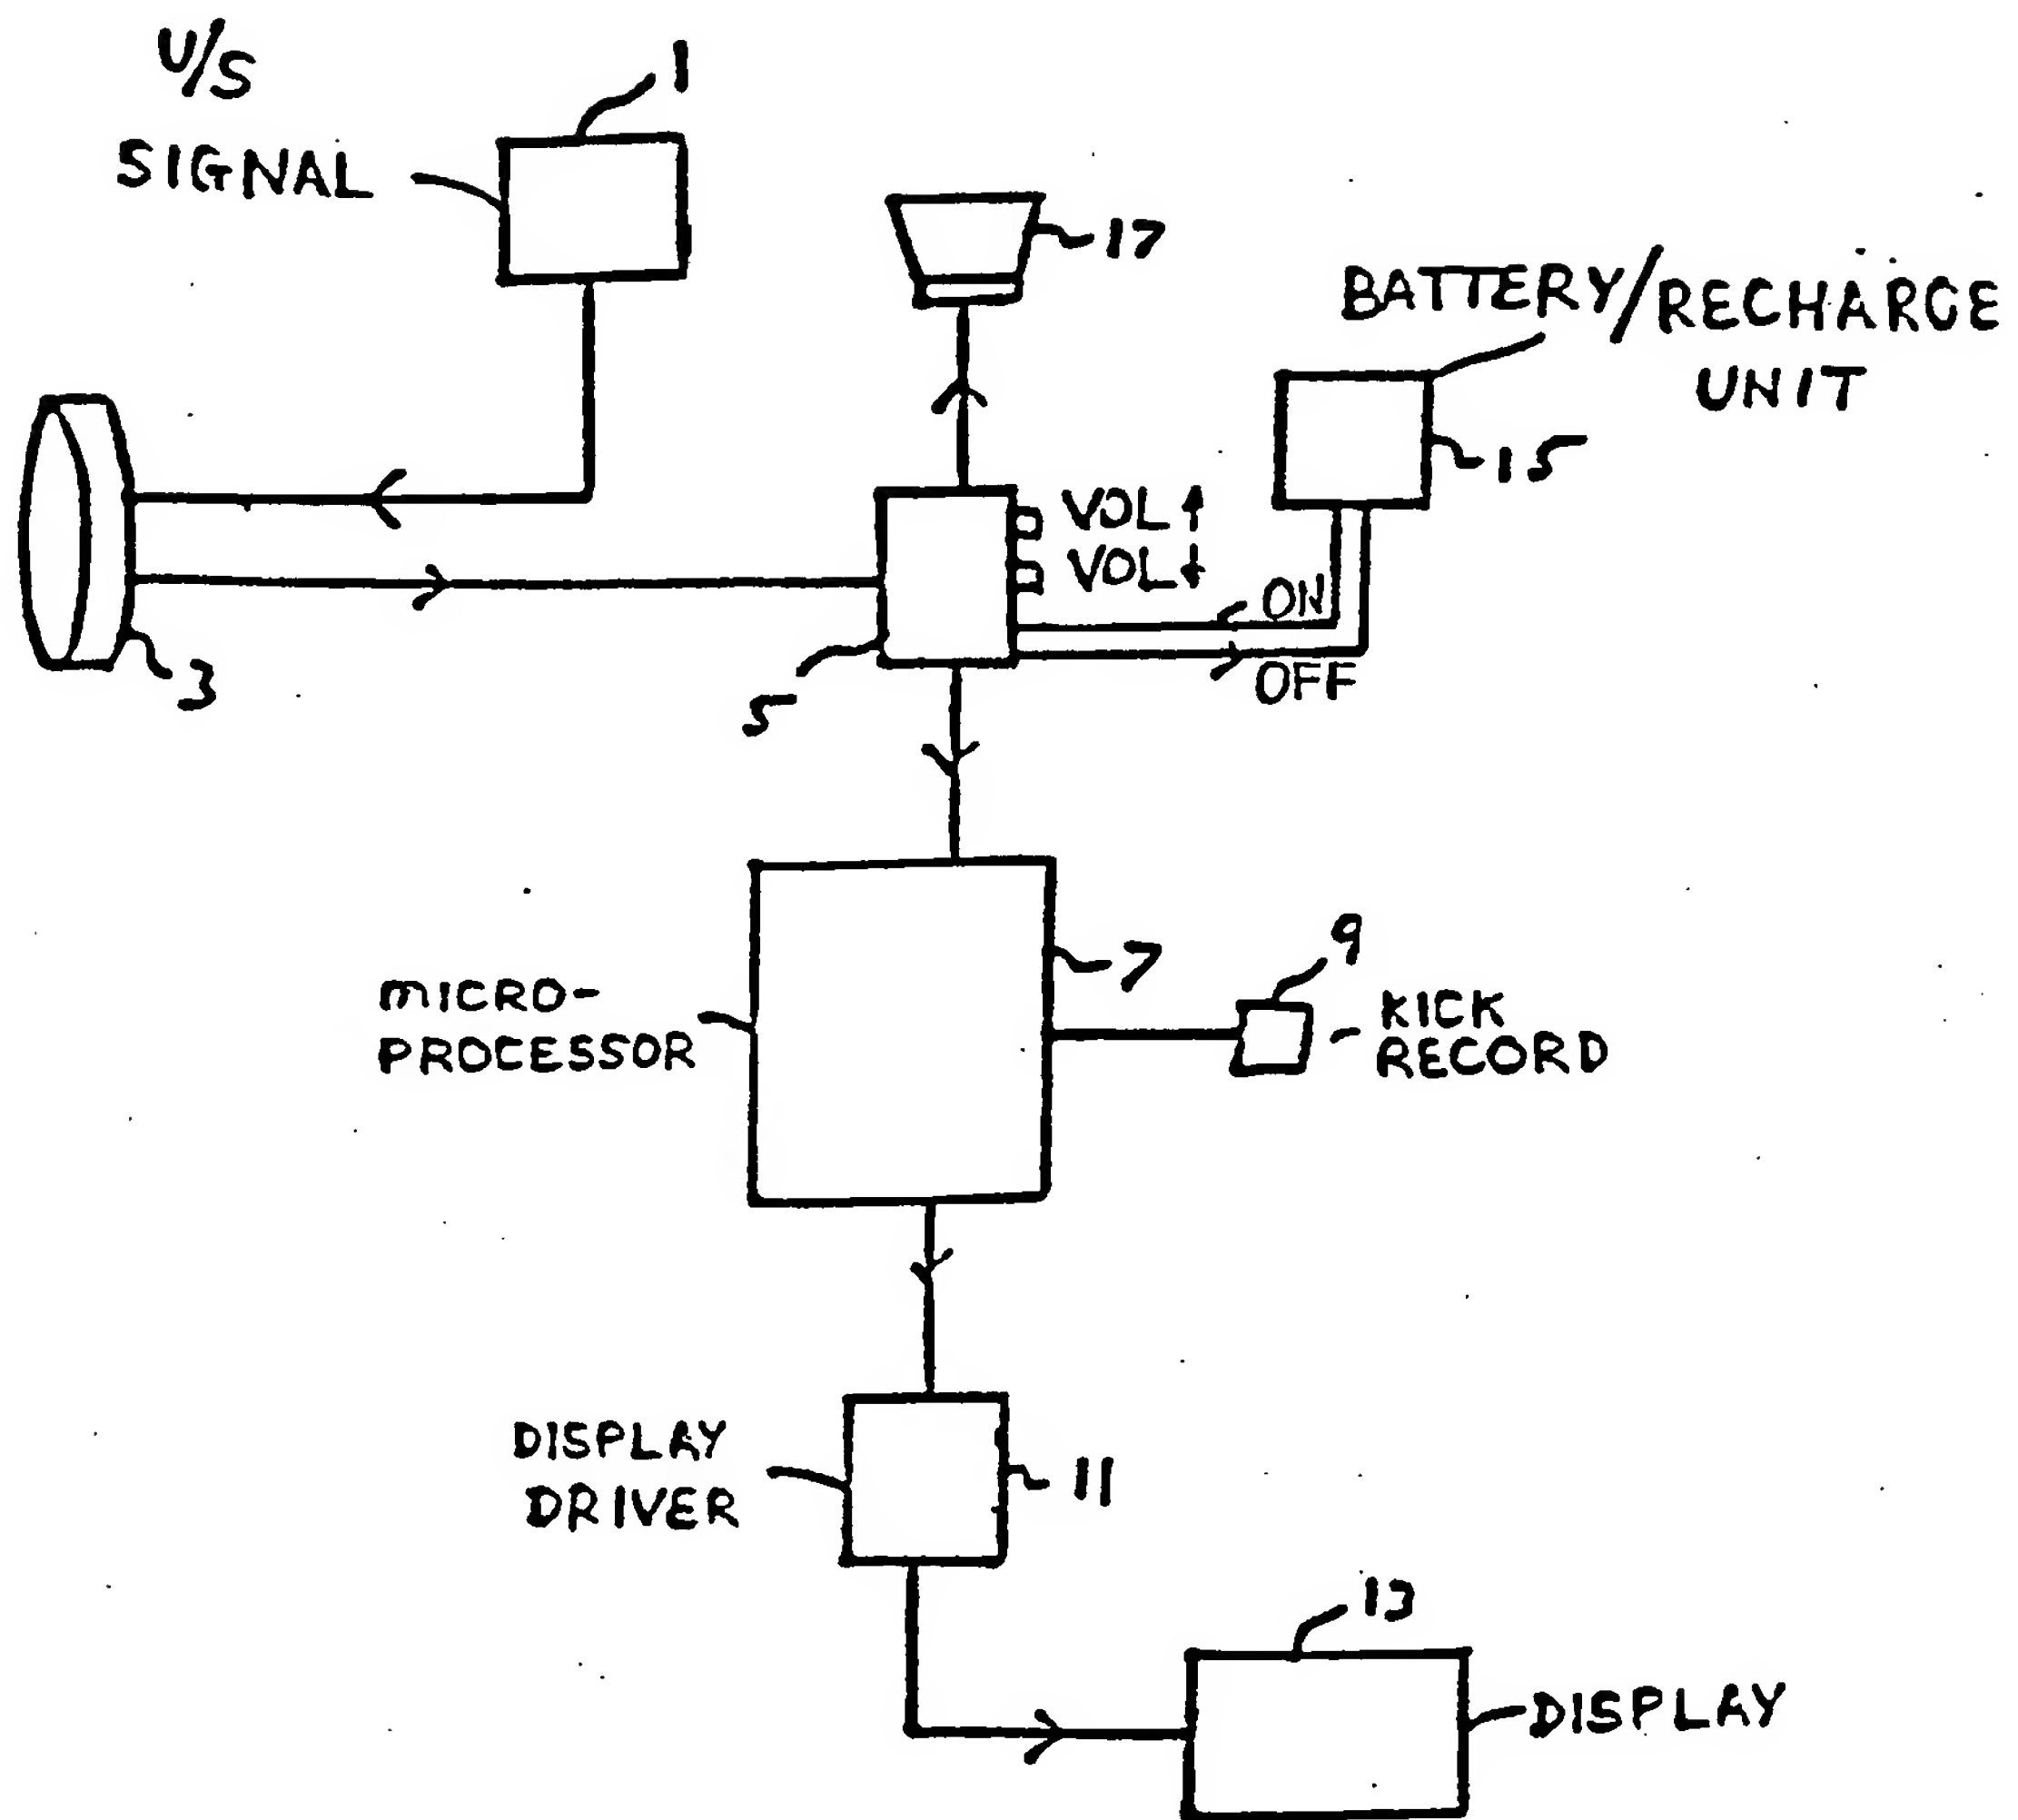 U/S
SIGNAL
1
17
BATTERY/RECHARGE
UNIT
15
VOL ↑
VOL ↓
ON
OFF
3
5
MICRO-
PROCESSOR
7
9
KICK
RECORD
DISPLAY
DRIVER
11
13
DISPLAY